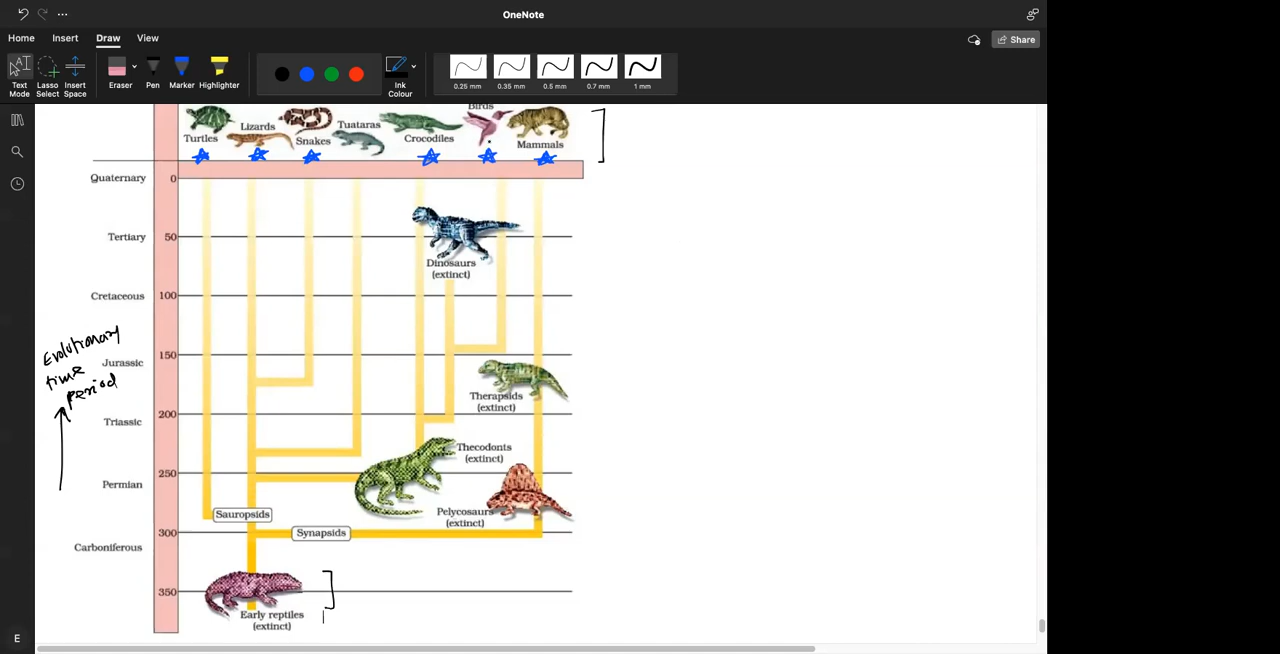 OneNote
Home Insert Draw View
Share
Text Mode
Lasso Select
Insert Space
Eraser
Pen
Marker
Highlighter
Ink Colour
0.25 mm
0.35 mm
0.5 mm
0.7 mm
1 mm
Birds
Lizards
Tuataras
Turtles
Snakes
Crocodiles
Mammals
Quaternary 0
Tertiary 50
Dinosaurs
(extinct)
Cretaceous 100
Evolutionary
time
period
Jurassic
150
Therapsids
(extinct)
200
Triassic
Thecodonts
(extinct)
250
Permian
Pelycosaurs
(extinct)
Sauropsids
300
Synapsids
Carboniferous
350
Early reptiles
(extinct)
E